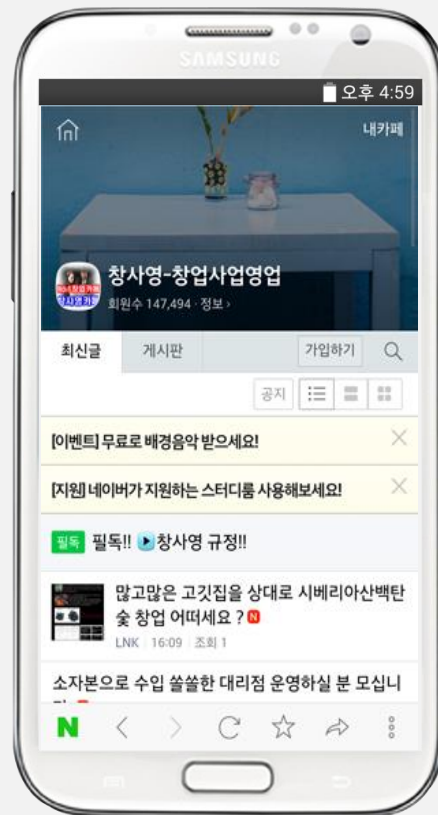 SAMSUNG
오후 4:59
내카페
창사영-창업사업영업
회원수 147,494 · 정보 ›
최신글 게시판 가입하기
공지
[이벤트] 무료로 배경음악 받으세요!
[지원] 네이버가 지원하는 스터디룸 사용해보세요!
필독 필독!! 창사영 규정!!
많고많은 고깃집을 상대로 시베리아산백탄
숯 창업 어떠세요 ? N
LNK 16:09 조회 1
소자본으로 수입 쏠쏠한 대리점 운영하실 분 모십니
N